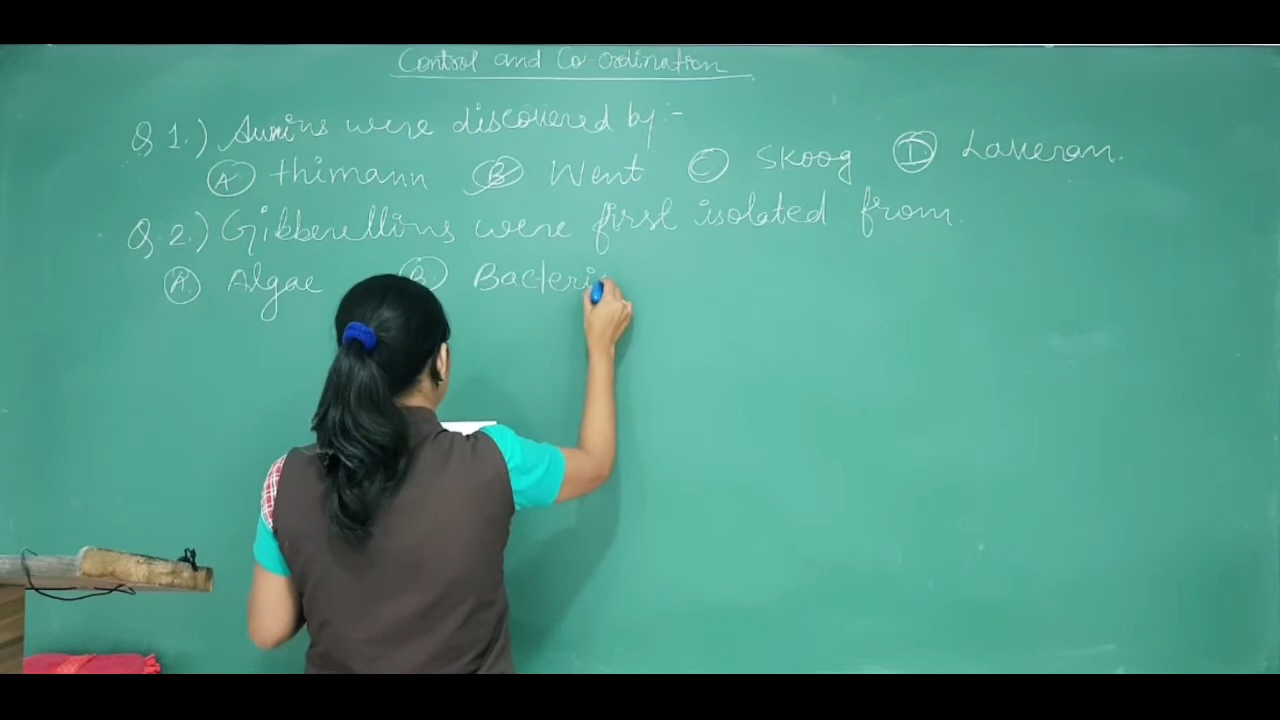 Control and Co-ordination
Q 1.) Auxins were discovered by:-
A. thimann B. Went C. Skoog D. Laveran.
Q. 2.) Gibberellins were first isolated from.
A. Algae B. Bacteri